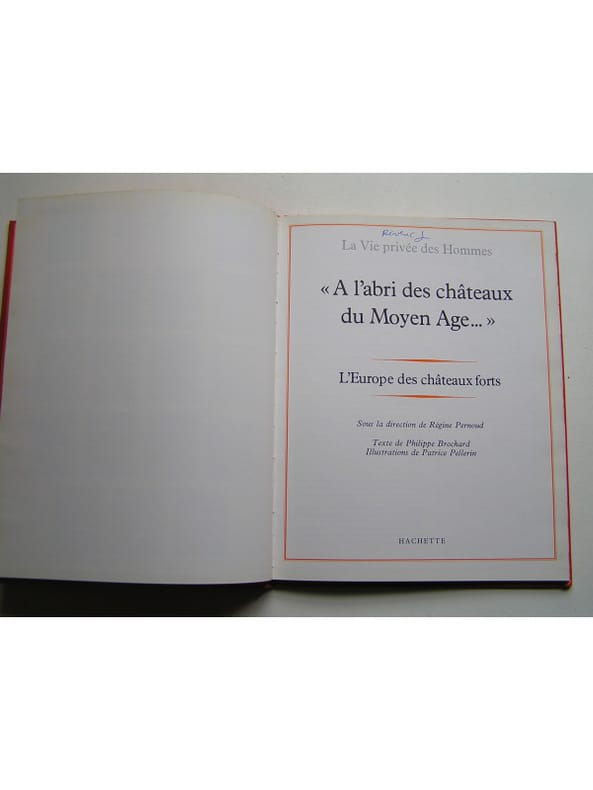 La Vie privée des Hommes
« A l'abri des châteaux
du Moyen Age... »
L'Europe des châteaux forts
Sous la direction de Régine Pernoud
Texte de Philippe Brochard
Illustrations de Patrice Pellerin
HACHETTE